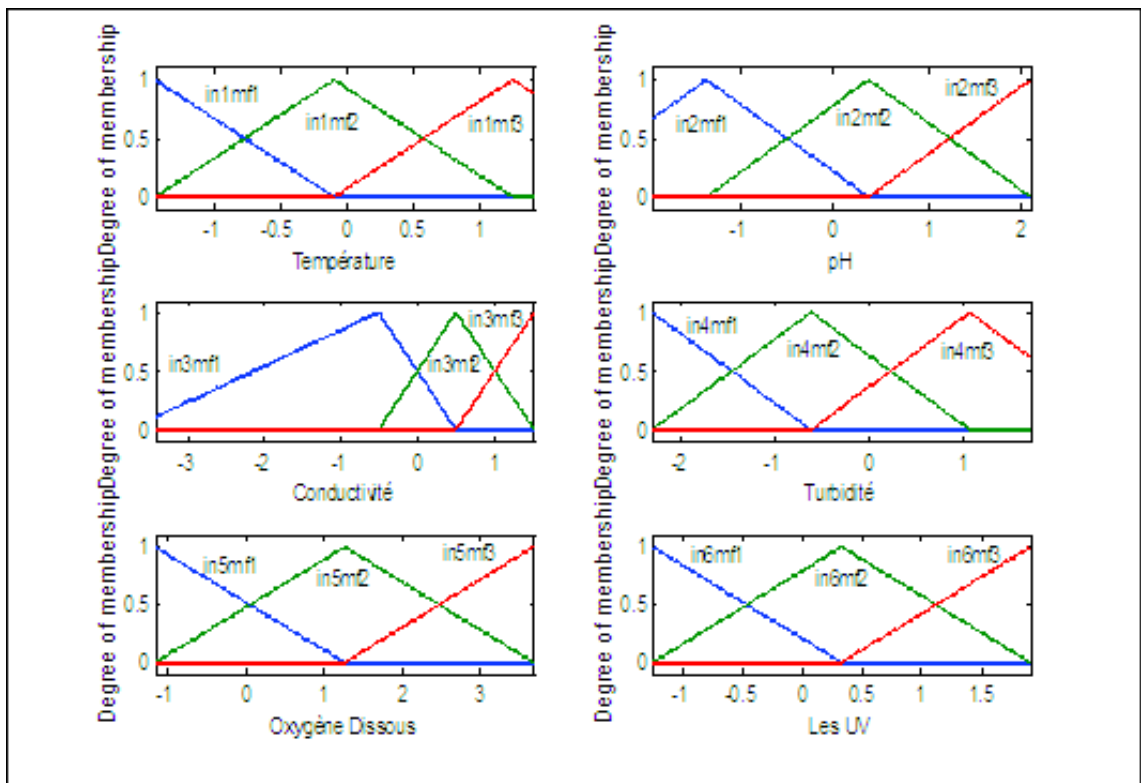 Degree of membership
1
0.5
0
in1mf1
in1mf2
in1mf3
-1
-0.5
0
0.5
1
Température
Degree of membership
1
0.5
0
in2mf1
in2mf2
in2mf3
-1
0
1
2
pH
Degree of membership
1
0.5
0
in3mf1
in3mf2
in3mf3
-3
-2
-1
0
1
Conductivité
Degree of membership
1
0.5
0
in4mf1
in4mf2
in4mf3
-2
-1
0
1
Turbidité
Degree of membership
1
0.5
0
in5mf1
in5mf2
in5mf3
-1
0
1
2
3
Oxygène Dissous
Degree of membership
1
0.5
0
in6mf1
in6mf2
in6mf3
-1
-0.5
0
0.5
1
1.5
Les UV